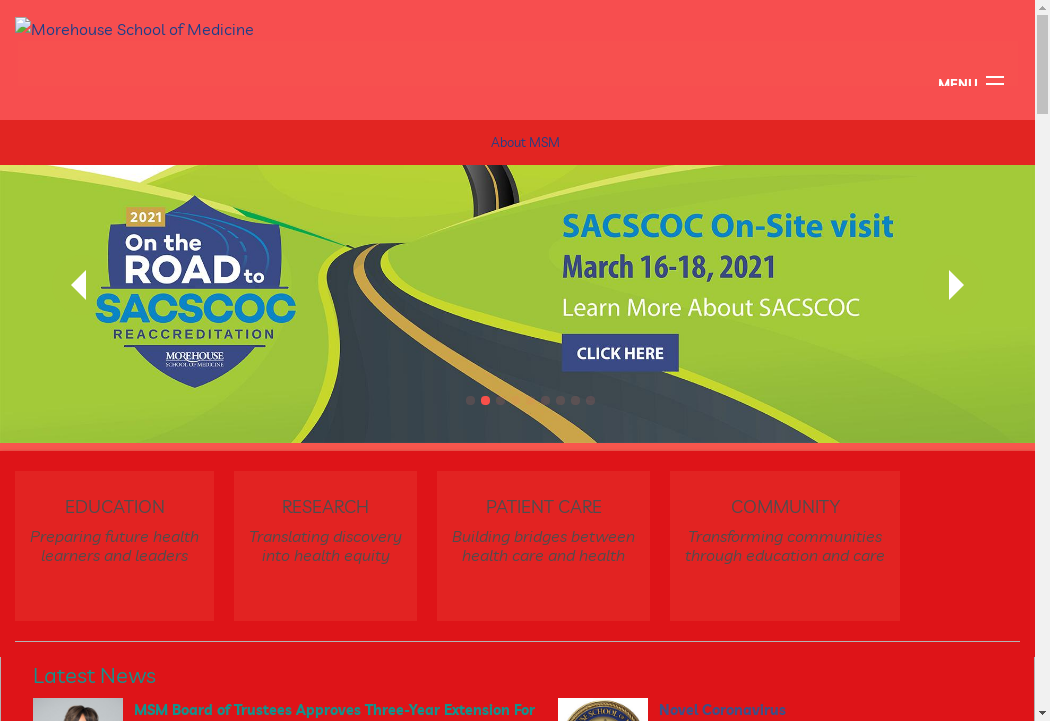 Morehouse School of Medicine
MENU
About MSM
2021
On the
ROAD to
SACSCOC
REACCREDITATION
MOREHOUSE
SCHOOL OF MEDICINE
SACSCOC On-Site visit
March 16-18, 2021
Learn More About SACSCOC
CLICK HERE
EDUCATION
Preparing future health
learners and leaders
RESEARCH
Translating discovery
into health equity
PATIENT CARE
Building bridges between
health care and health
COMMUNITY
Transforming communities
through education and care
Latest News
MSM Board of Trustees Approves Three-Year Extension For
Novel Coronavirus